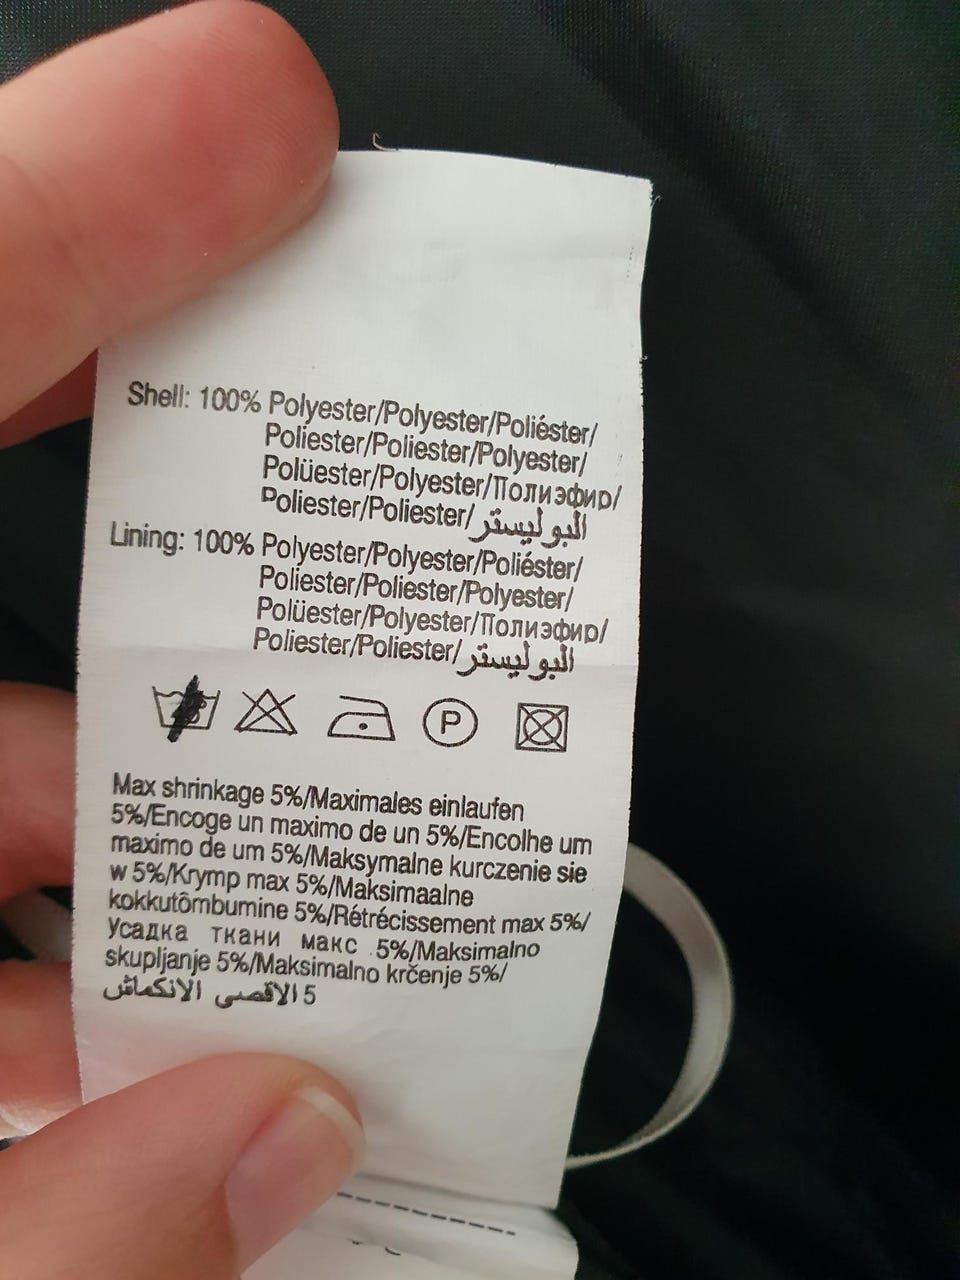 Shell: 100% Polyester/Polyester/Poliéster/
Poliester/Poliester/Polyester/
Polüester/Polyester/Полиэфир/
Poliester/Poliester/البوليستر
Lining: 100% Polyester/Polyester/Poliéster/
Poliester/Poliester/Polyester/
Polüester/Polyester/Полиэфир/
Poliester/Poliester/البوليستر
P
Max shrinkage 5%/Maximales einlaufen
5%/Encoge un maximo de un 5%/Encolhe um
maximo de um 5%/Maksymalne kurczenie sie
w 5%/Krymp max 5%/Maksimaalne
kokkutõmbumine 5%/Rétrécissement max 5%/
Усадка ткани макс .5%/Maksimalno
skupljanje 5%/Maksimalno krčenje 5%/
5 الاقصى الانكماش